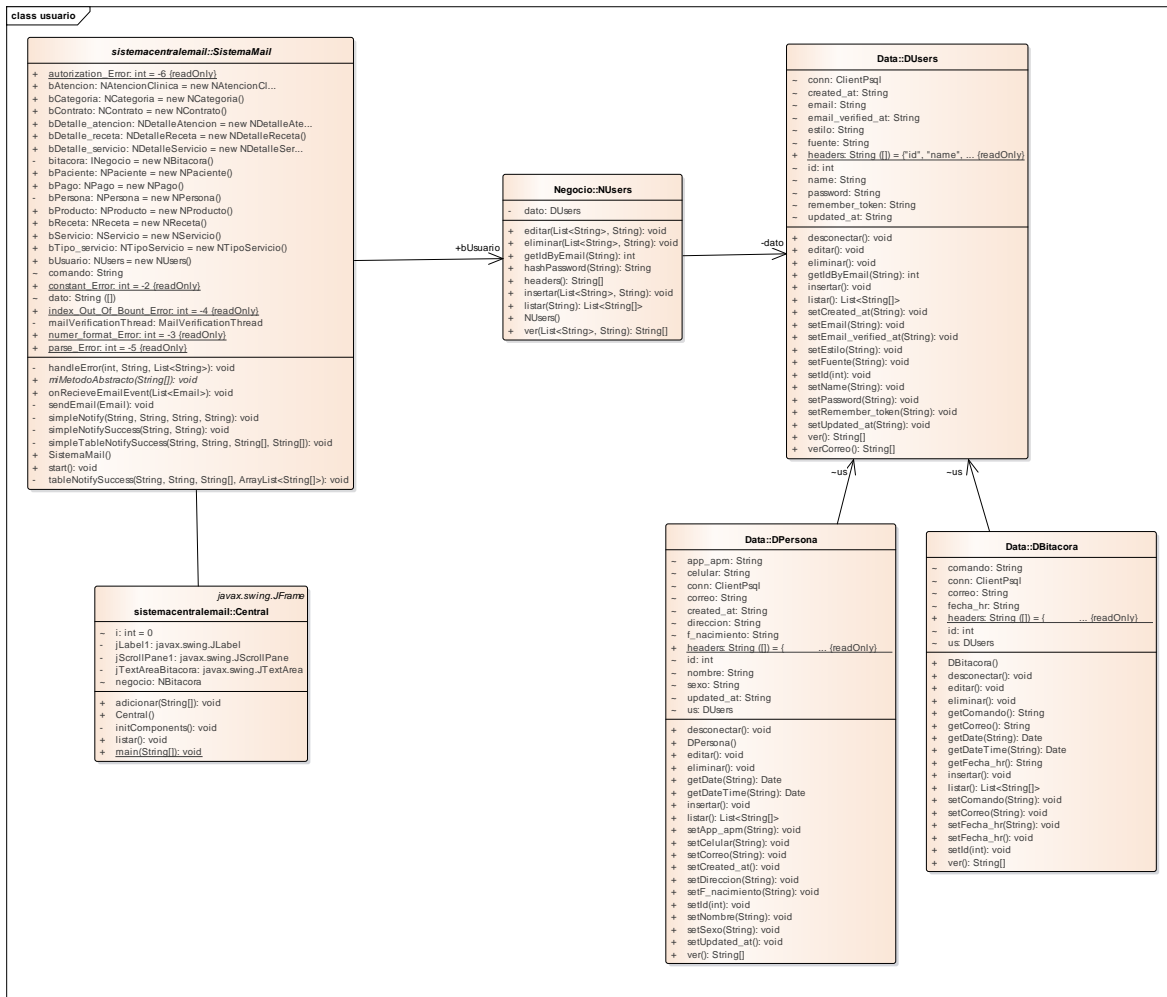 class usuario
sistemacentralemail::SistemaMail
+ autorization_Error: int = -6 {readOnly}
+ bAtencion: NAtencionClinica = new NAtencionCl...
+ bCategoria: NCategoria = new NCategoria()
+ bContrato: NContrato = new NContrato()
+ bDetalle_atencion: NDetalleAtencion = new NDetalleAte...
+ bDetalle_receta: NDetalleReceta = new NDetalleReceta()
+ bDetalle_servicio: NDetalleServicio = new NDetalleSer...
- bitacora: INegocio = new NBitacora()
+ bPaciente: NPaciente = new NPaciente()
+ bPago: NPago = new NPago()
- bPersona: NPersona = new NPersona()
+ bProducto: NProducto = new NProducto()
+ bReceta: NReceta = new NReceta()
+ bServicio: NServicio = new NServicio()
+ bTipo_servicio: NTipoServicio = new NTipoServicio()
+ bUsuario: NUsers = new NUsers()
~ comando: String
+ constant_Error: int = -2 {readOnly}
~ dato: String ([])
+ index_Out_Of_Bount_Error: int = -4 {readOnly}
- mailVerificationThread: MailVerificationThread
+ numer_format_Error: int = -3 {readOnly}
+ parse_Error: int = -5 {readOnly}
- handleError(int, String, List<String>): void
+ miMetodoAbstracto(String[]): void
+ onRecieveEmailEvent(List<Email>): void
- sendEmail(Email): void
- simpleNotify(String, String, String, String): void
- simpleNotifySuccess(String, String): void
- simpleTableNotifySuccess(String, String, String[], String[]): void
+ SistemaMail()
+ start(): void
- tableNotifySuccess(String, String, String[], ArrayList<String[]>): void
+bUsuario
Negocio::NUsers
- dato: DUsers
+ editar(List<String>, String): void
+ eliminar(List<String>, String): void
+ getIdByEmail(String): int
+ hashPassword(String): String
+ headers(): String[]
+ insertar(List<String>, String): void
+ listar(String): List<String[]>
+ NUsers()
+ ver(List<String>, String): String[]
-dato
Data::DUsers
~ conn: ClientPsql
~ created_at: String
~ email: String
~ email_verified_at: String
~ estilo: String
~ fuente: String
+ headers: String ([]) = {"id", "name", ... {readOnly}
~ id: int
~ name: String
~ password: String
~ remember_token: String
~ updated_at: String
+ desconectar(): void
+ editar(): void
+ eliminar(): void
+ getIdByEmail(String): int
+ insertar(): void
+ listar(): List<String[]>
+ setCreated_at(String): void
+ setEmail(String): void
+ setEmail_verified_at(String): void
+ setEstilo(String): void
+ setFuente(String): void
+ setId(int): void
+ setName(String): void
+ setPassword(String): void
+ setRemember_token(String): void
+ setUpdated_at(String): void
+ ver(): String[]
+ verCorreo(): String[]
~us
~us
javax.swing.JFrame
sistemacentralemail::Central
~ i: int = 0
- jLabel1: javax.swing.JLabel
- jScrollPane1: javax.swing.JScrollPane
- jTextAreaBitacora: javax.swing.JTextArea
~ negocio: NBitacora
+ adicionar(String[]): void
+ Central()
- initComponents(): void
+ listar(): void
+ main(String[]): void
Data::DPersona
~ app_apm: String
~ celular: String
~ conn: ClientPsql
~ correo: String
~ created_at: String
~ direccion: String
~ f_nacimiento: String
+ headers: String ([]) = { ... {readOnly}
~ id: int
~ nombre: String
~ sexo: String
~ updated_at: String
~ us: DUsers
+ desconectar(): void
+ DPersona()
+ editar(): void
+ eliminar(): void
+ getDate(String): Date
+ getDateTime(String): Date
+ insertar(): void
+ listar(): List<String[]>
+ setApp_apm(String): void
+ setCelular(String): void
+ setCorreo(String): void
+ setCreated_at(): void
+ setDireccion(String): void
+ setF_nacimiento(String): void
+ setId(int): void
+ setNombre(String): void
+ setSexo(String): void
+ setUpdated_at(): void
+ ver(): String[]
Data::DBitacora
~ comando: String
~ conn: ClientPsql
~ correo: String
~ fecha_hr: String
+ headers: String ([]) = { ... {readOnly}
~ id: int
~ us: DUsers
+ DBitacora()
+ desconectar(): void
+ editar(): void
+ eliminar(): void
+ getComando(): String
+ getCorreo(): String
+ getDate(String): Date
+ getDateTime(String): Date
+ getFecha_hr(): String
+ insertar(): void
+ listar(): List<String[]>
+ setComando(String): void
+ setCorreo(String): void
+ setFecha_hr(String): void
+ setFecha_hr(): void
+ setId(int): void
+ ver(): String[]